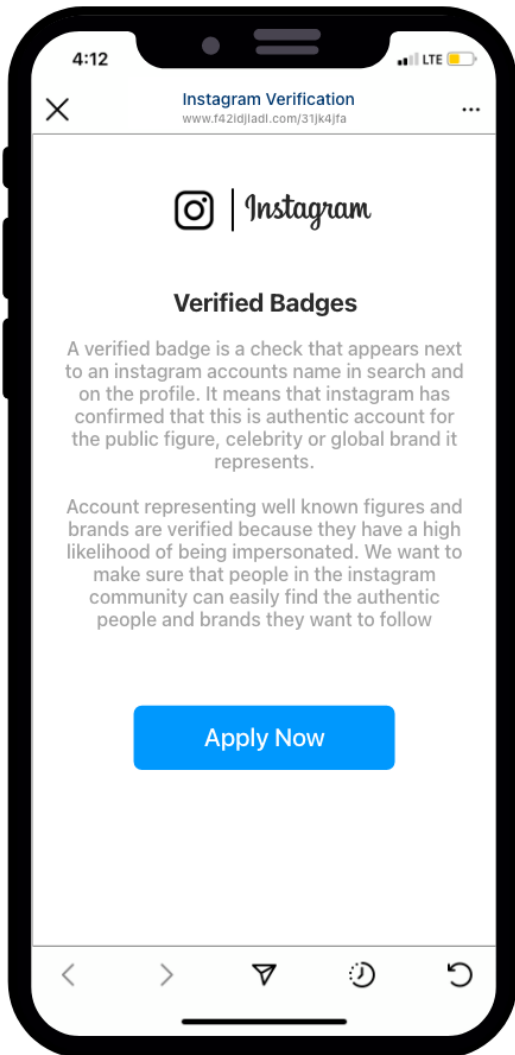 4:12
LTE
Instagram Verification
www.f42idjladl.com/31jk4jfa
Instagram
Verified Badges
A verified badge is a check that appears next
to an instagram accounts name in search and
on the profile. It means that instagram has
confirmed that this is authentic account for
the public figure, celebrity or global brand it
represents.
Account representing well known figures and
brands are verified because they have a high
likelihood of being impersonated. We want to
make sure that people in the instagram
community can easily find the authentic
people and brands they want to follow
Apply Now